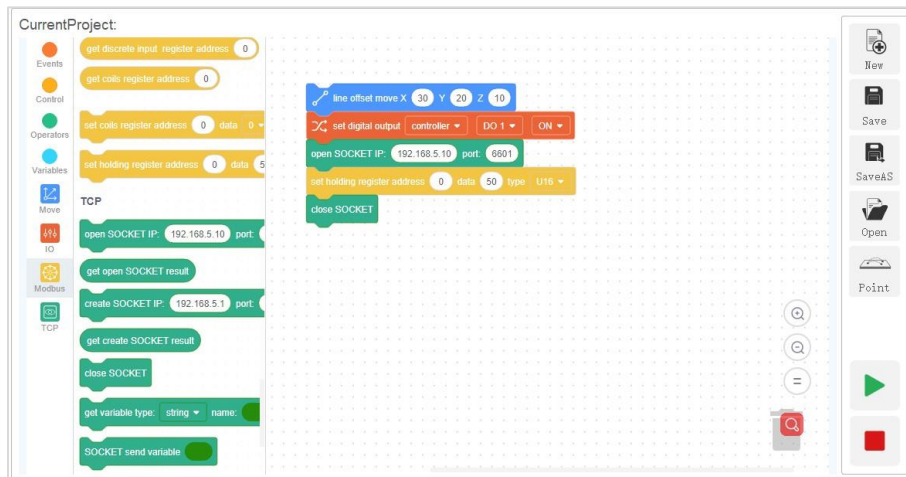 CurrentProject:
Events
Control
Operators
Variables
Move
IO
Modbus
TCP
get discrete input register address 0
get coils register address 0
set coils register address 0 data 0
set holding register address 0 data 5
TCP
open SOCKET IP: 192.168.5.10 port:
get open SOCKET result
create SOCKET IP: 192.168.5.1 port:
get create SOCKET result
close SOCKET
get variable type: string name:
SOCKET send variable
line offset move X 30 Y 20 Z 10
set digital output controller DO 1 ON
open SOCKET IP: 192.168.5.10 port: 6601
set holding register address 0 data 50 type U16
close SOCKET
New
Save
SaveAS
Open
Point